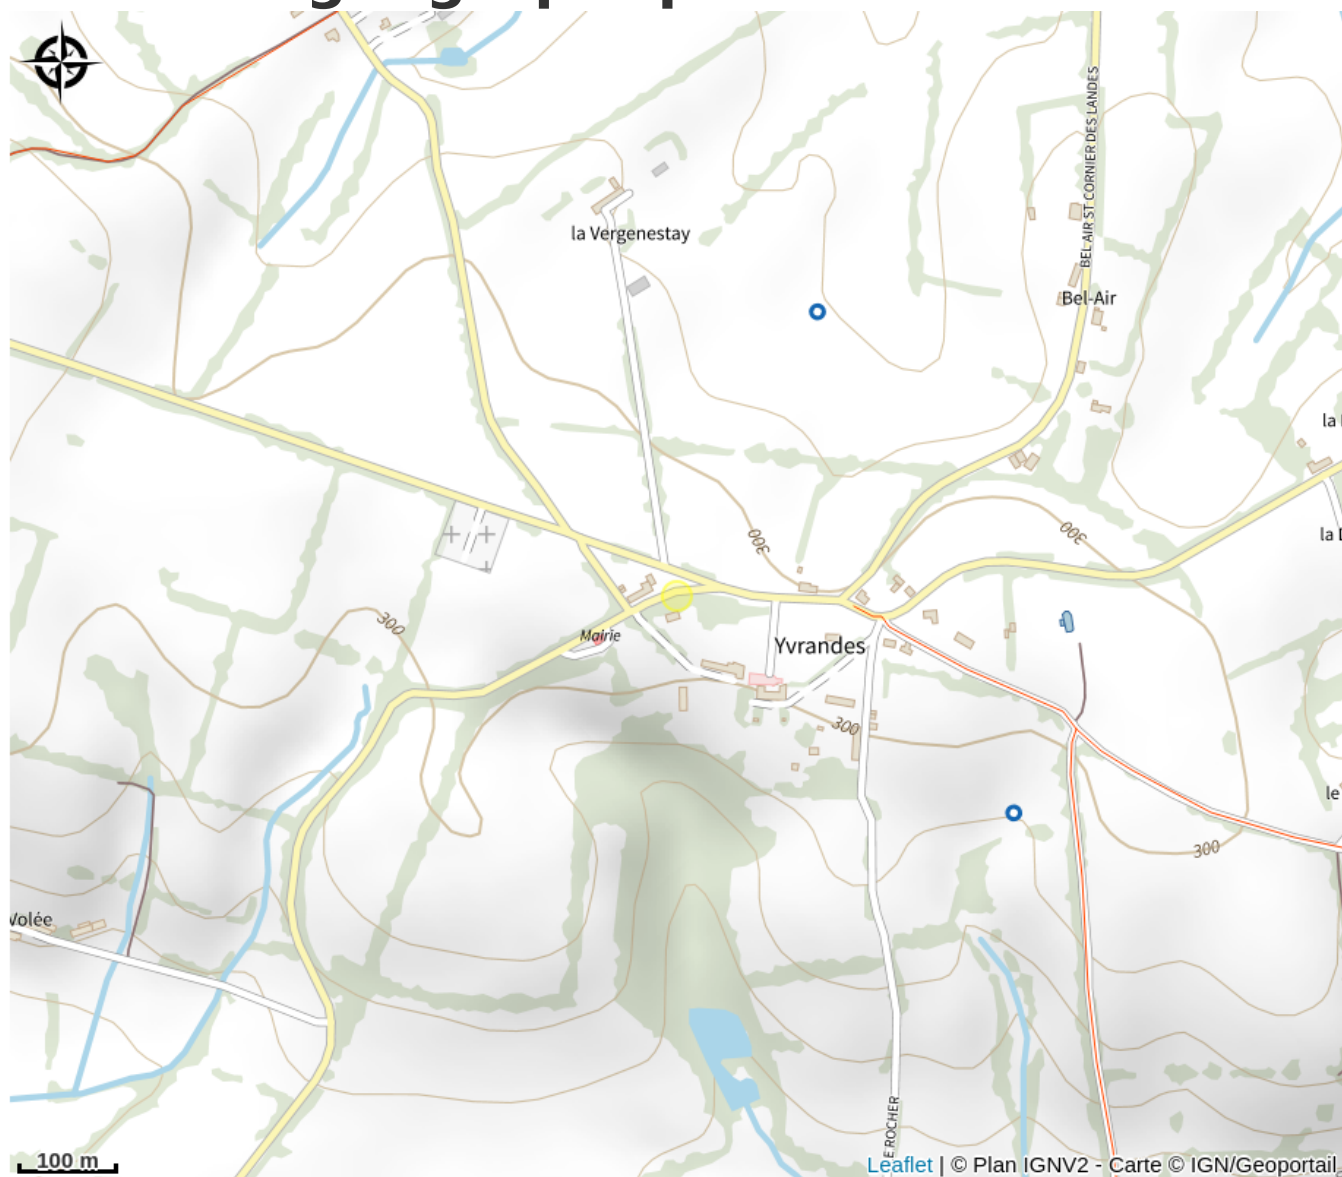 BEL AIR ST CORNIER DES LANDES
la Vergenestay
Bel-Air
la
300
300
la
300
Mairie
Yvrandes
300
le
300
Volée
E ROCHER
100 m
Leaflet | © Plan IGNV2 - Carte © IGN/Geoportail